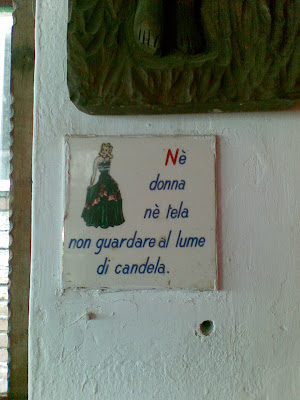 Nè
donna
nè tela
non guardare al lume
di candela.